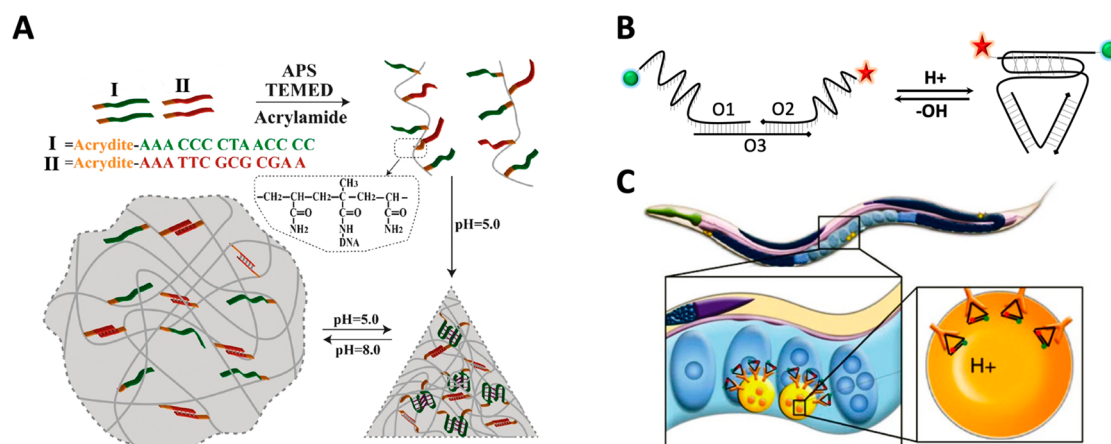 A
I II
APS
TEMED
Acrylamide
I =Acrydite-AAA CCC CTA ACC CC
II =Acrydite-AAA TTC GCG CGA A
CH3
–CH2–CH–CH2–C–CH2–CH–
C=O C=O C=O
NH2 NH NH2
DNA
pH=5.0
pH=5.0
pH=8.0
B
O1 O2
O3
H+
-OH
C
H+